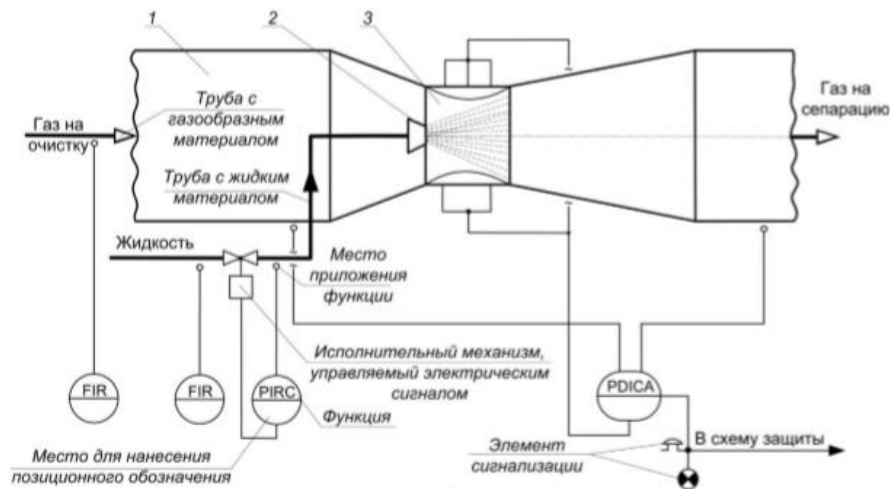 1
2
3
Труба с
газообразным
материалом
Газ на
очистку
Газ на
сепарацию
Труба с жидким
материалом
Жидкость
Место
приложения
функции
Исполнительный механизм,
управляемый электрическим
сигналом
FIR
FIR
PIRC
PDICA
Функция
Место для нанесения
позиционного обозначения
Элемент
сигнализации
В схему защиты